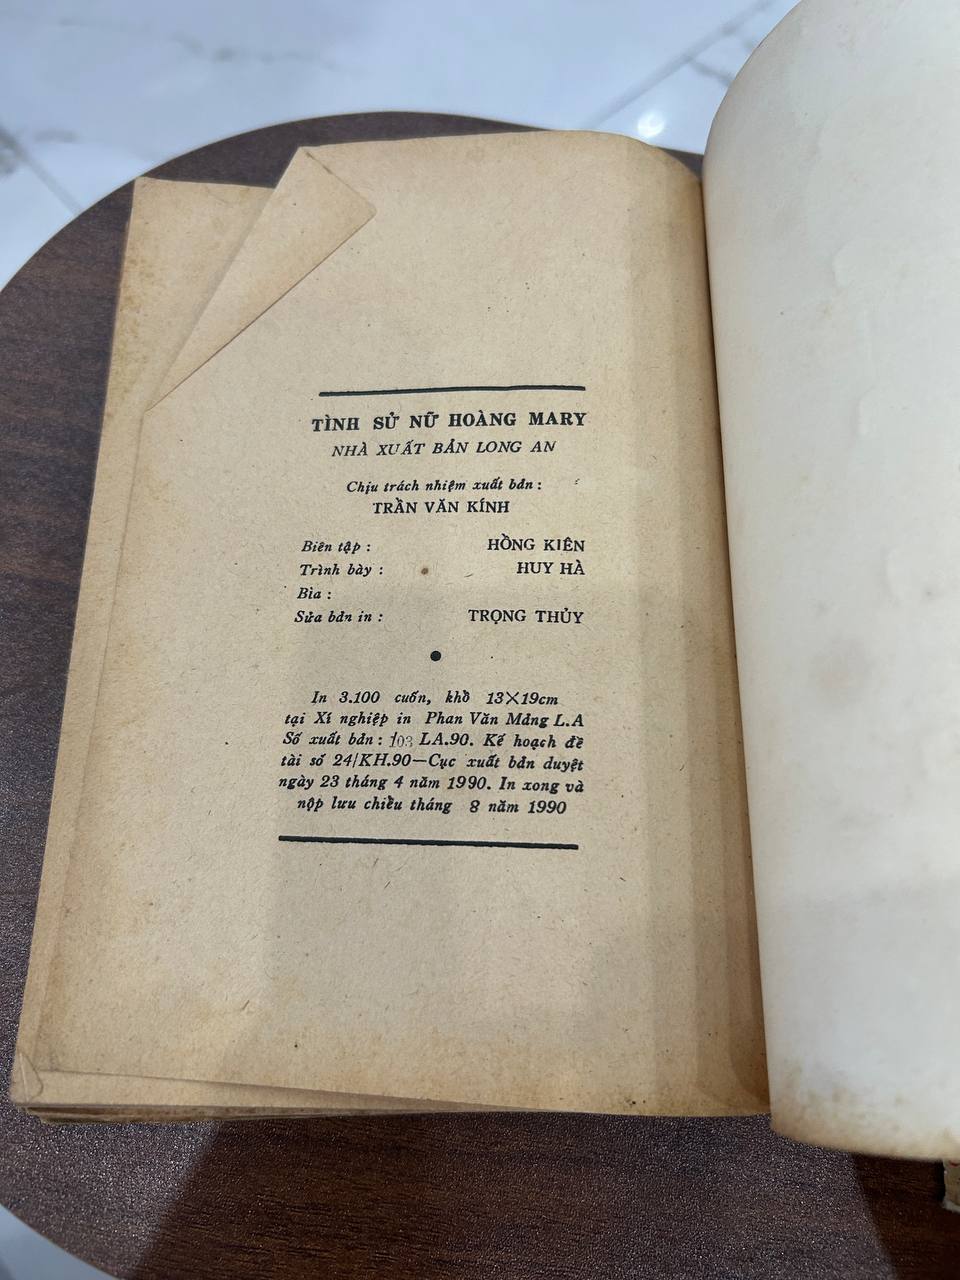 TÌNH SỬ NỮ HOÀNG MARY
NHÀ XUẤT BẢN LONG AN
Chịu trách nhiệm xuất bản :
TRẦN VĂN KÍNH
Biên tập : HỒNG KIÊN
Trình bày : HUY HÀ
Bìa :
Sửa bản in : TRỌNG THỦY
In 3.100 cuốn, khổ 13×19cm
tại Xí nghiệp in Phan Văn Mảng L.A
Số xuất bản : 103 LA.90. Kế hoạch đề
tài số 24/KH.90—Cục xuất bản duyệt
ngày 23 tháng 4 năm 1990. In xong và
nộp lưu chiểu tháng 8 năm 1990